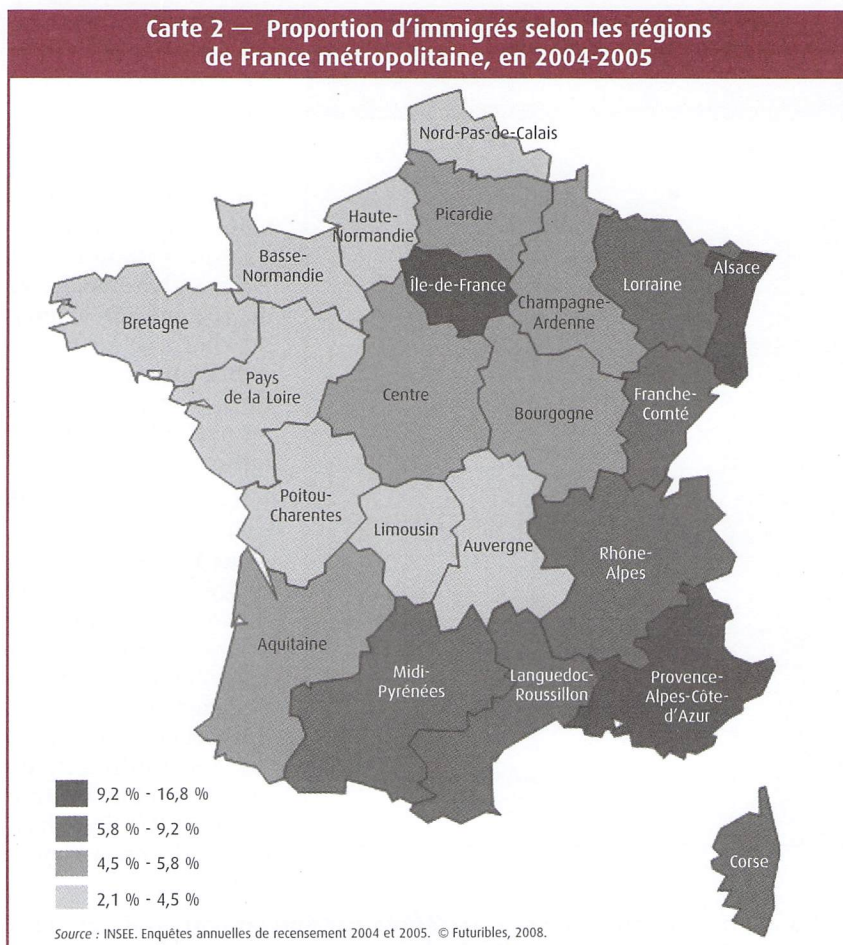 Carte 2 — Proportion d'immigrés selon les régions
de France métropolitaine, en 2004-2005
Nord-Pas-de-Calais
Haute-
Normandie
Picardie
Basse-
Normandie
Île-de-France
Champagne-
Ardenne
Lorraine
Alsace
Bretagne
Pays
de la Loire
Centre
Bourgogne
Franche-
Comté
Poitou-
Charentes
Limousin
Auvergne
Rhône-
Alpes
Aquitaine
Midi-
Pyrénées
Languedoc-
Roussillon
Provence-
Alpes-Côte-
d'Azur
Corse
9,2 % - 16,8 %
5,8 % - 9,2 %
4,5 % - 5,8 %
2,1 % - 4,5 %
Source : INSEE. Enquêtes annuelles de recensement 2004 et 2005. © Futuribles, 2008.